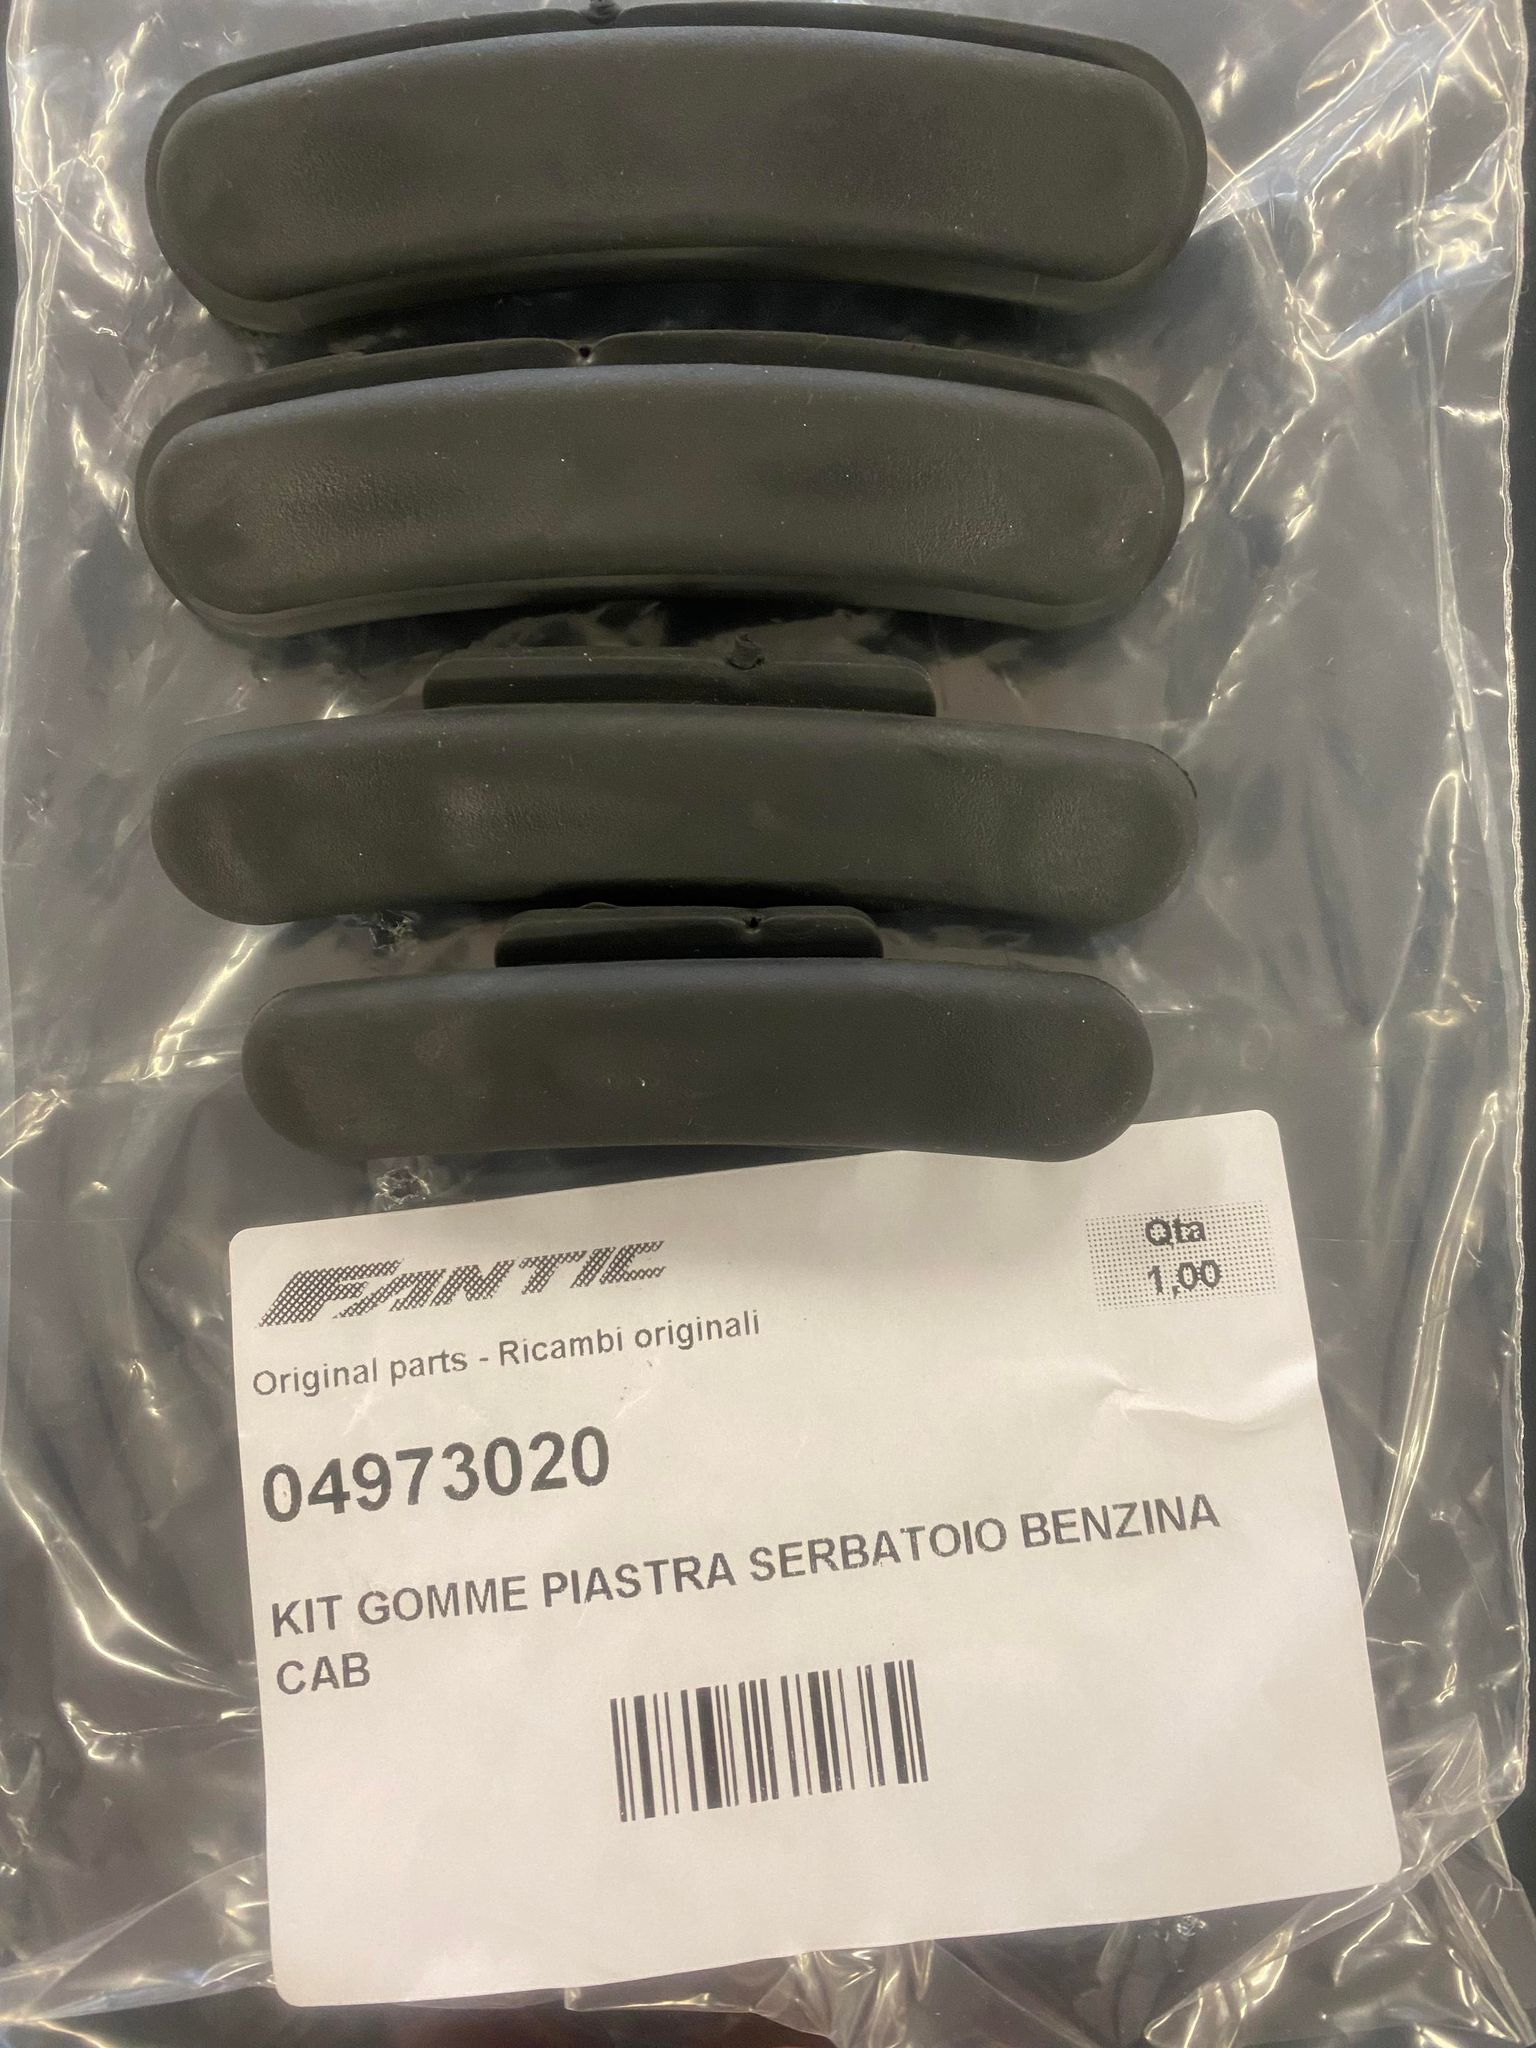 FANTIC
Qta
1,00
Original parts - Ricambi originali
04973020
KIT GOMME PIASTRA SERBATOIO BENZINA
CAB